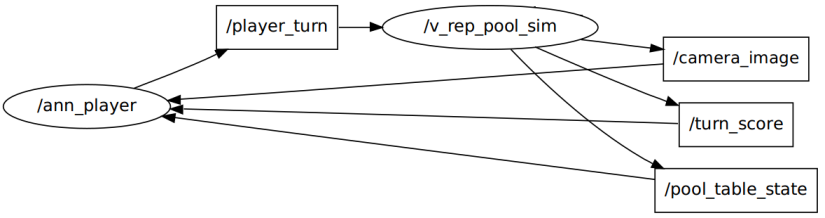 /player_turn
/v_rep_pool_sim
/camera_image
/ann_player
/turn_score
/pool_table_state